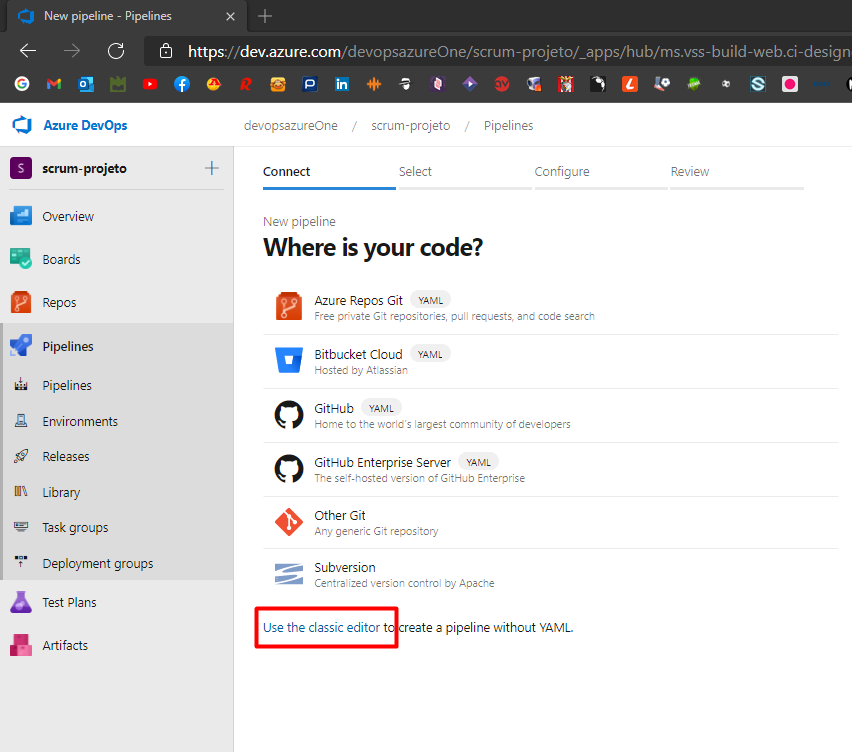 New pipeline - Pipelines
https://dev.azure.com/devopsazureOne/scrum-projeto/_apps/hub/ms.vss-build-web.ci-design
Azure DevOps
devopsazureOne / scrum-projeto / Pipelines
S scrum-projeto
Overview
Boards
Repos
Pipelines
Pipelines
Environments
Releases
Library
Task groups
Deployment groups
Test Plans
Artifacts
Connect Select Configure Review
New pipeline
Where is your code?
Azure Repos Git YAML
Free private Git repositories, pull requests, and code search
Bitbucket Cloud YAML
Hosted by Atlassian
GitHub YAML
Home to the world's largest community of developers
GitHub Enterprise Server YAML
The self-hosted version of GitHub Enterprise
Other Git
Any generic Git repository
Subversion
Centralized version control by Apache
Use the classic editor to create a pipeline without YAML.